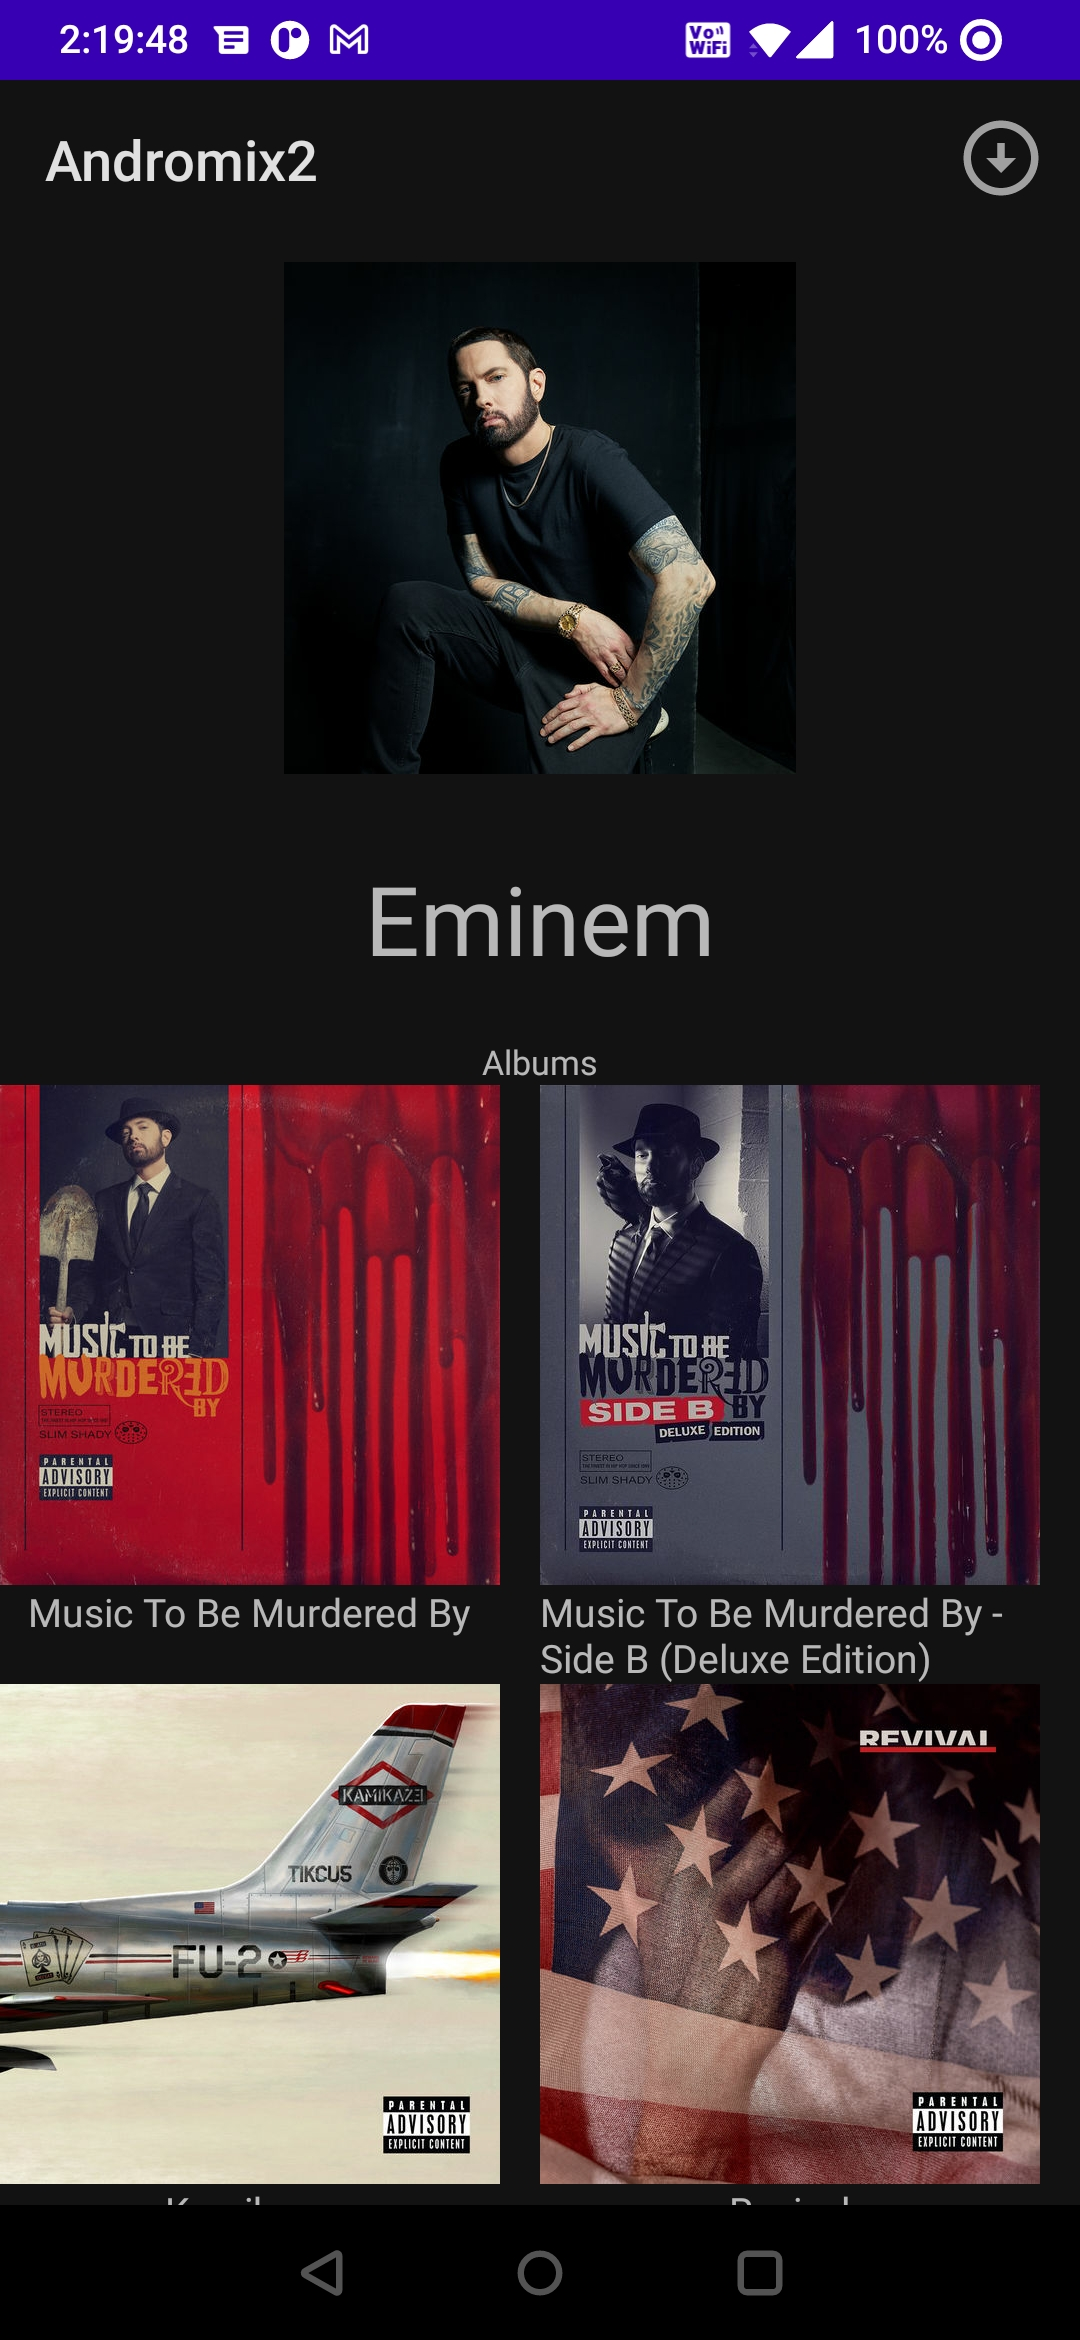 2:19:48
Vo))
WiFi
100%
Andromix2
Eminem
Albums
MUSIC TO BE
MURDERED
BY
STEREO
SLIM SHADY
PARENTAL
ADVISORY
EXPLICIT CONTENT
MUSIC TO BE
MURDERED
BY
SIDE B
DELUXE EDITION
STEREO
SLIM SHADY
PARENTAL
ADVISORY
EXPLICIT CONTENT
Music To Be Murdered By
Music To Be Murdered By -
Side B (Deluxe Edition)
KAMIKAZE
TIKCUS
FU-2
PARENTAL
ADVISORY
EXPLICIT CONTENT
REVIVAL
PARENTAL
ADVISORY
EXPLICIT CONTENT